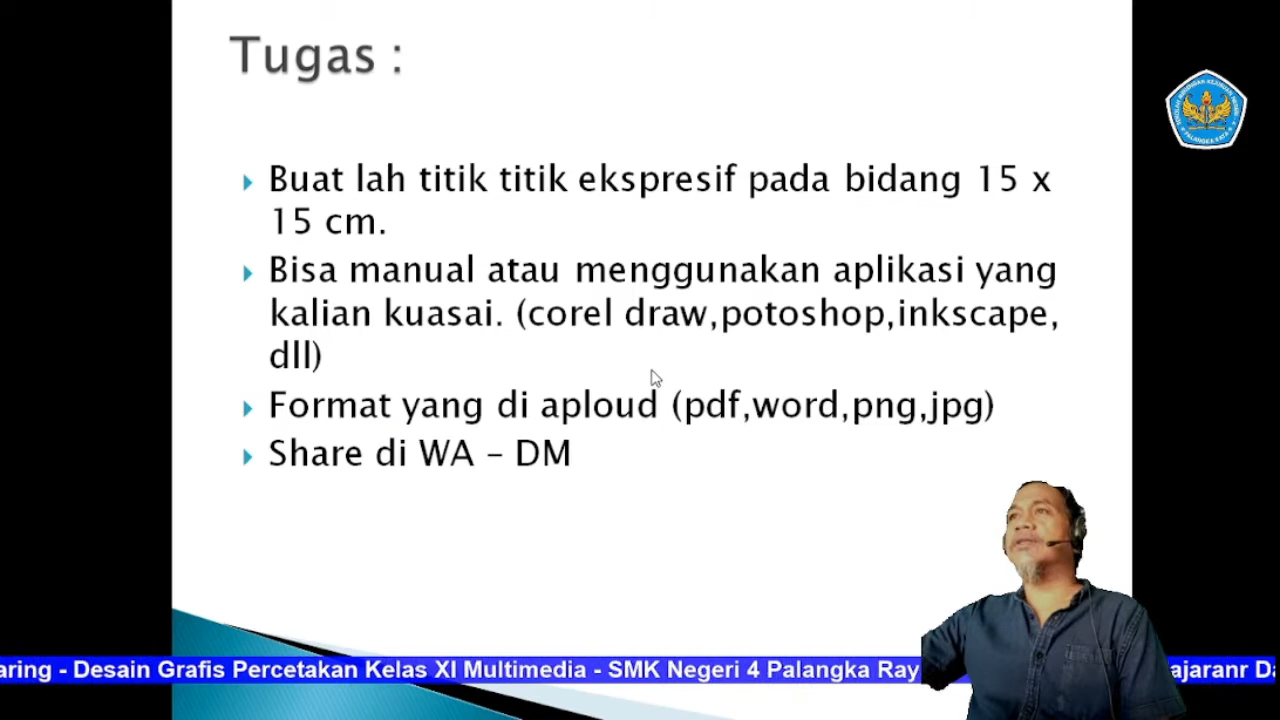 Tugas :
Buat lah titik titik ekspresif pada bidang 15 x
15 cm.
Bisa manual atau menggunakan aplikasi yang
kalian kuasai. (corel draw,potoshop,inkscape,
dll)
Format yang di aploud (pdf,word,png,jpg)
Share di WA – DM
aring - Desain Grafis Percetakan Kelas XI Multimedia - SMK Negeri 4 Palangka Ray ajaranr Da